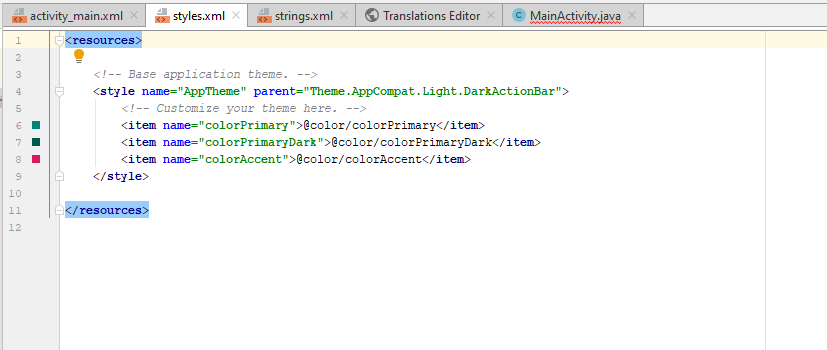 activity_main.xml styles.xml strings.xml Translations Editor MainActivity.java
1 <resources>
2
3 <!-- Base application theme. -->
4 <style name="AppTheme" parent="Theme.AppCompat.Light.DarkActionBar">
5 <!-- Customize your theme here. -->
6 <item name="colorPrimary">@color/colorPrimary</item>
7 <item name="colorPrimaryDark">@color/colorPrimaryDark</item>
8 <item name="colorAccent">@color/colorAccent</item>
9 </style>
10
11 </resources>
12